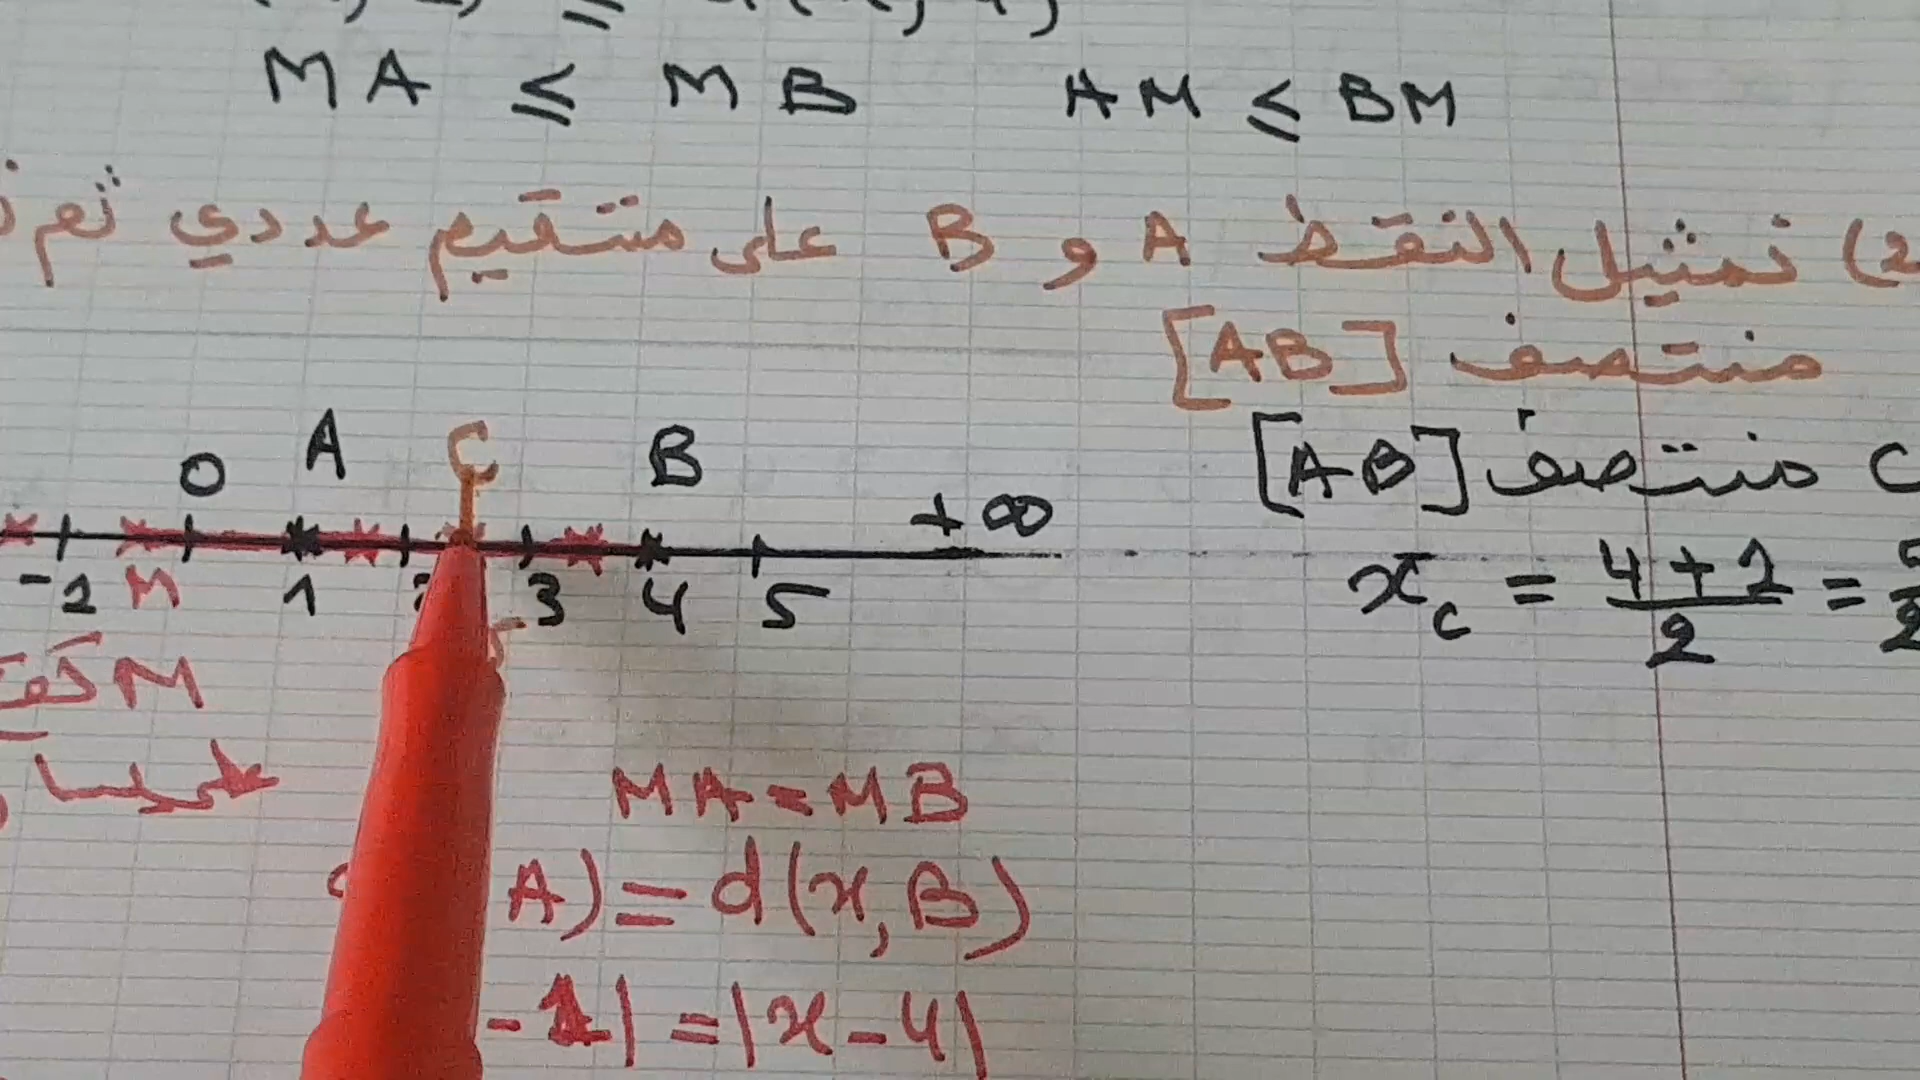 MA ≤ MB AM ≤ BM
2) تمثيل النقط A و B على مستقيم عددي ثم
منتصف [AB]
C منتصف [AB]
O A C B +∞
-2 M 1 3 4 5
x_c = (4+1)/2 =
M
MA = MB
A) = d(x, B)
-1| = |x-4|